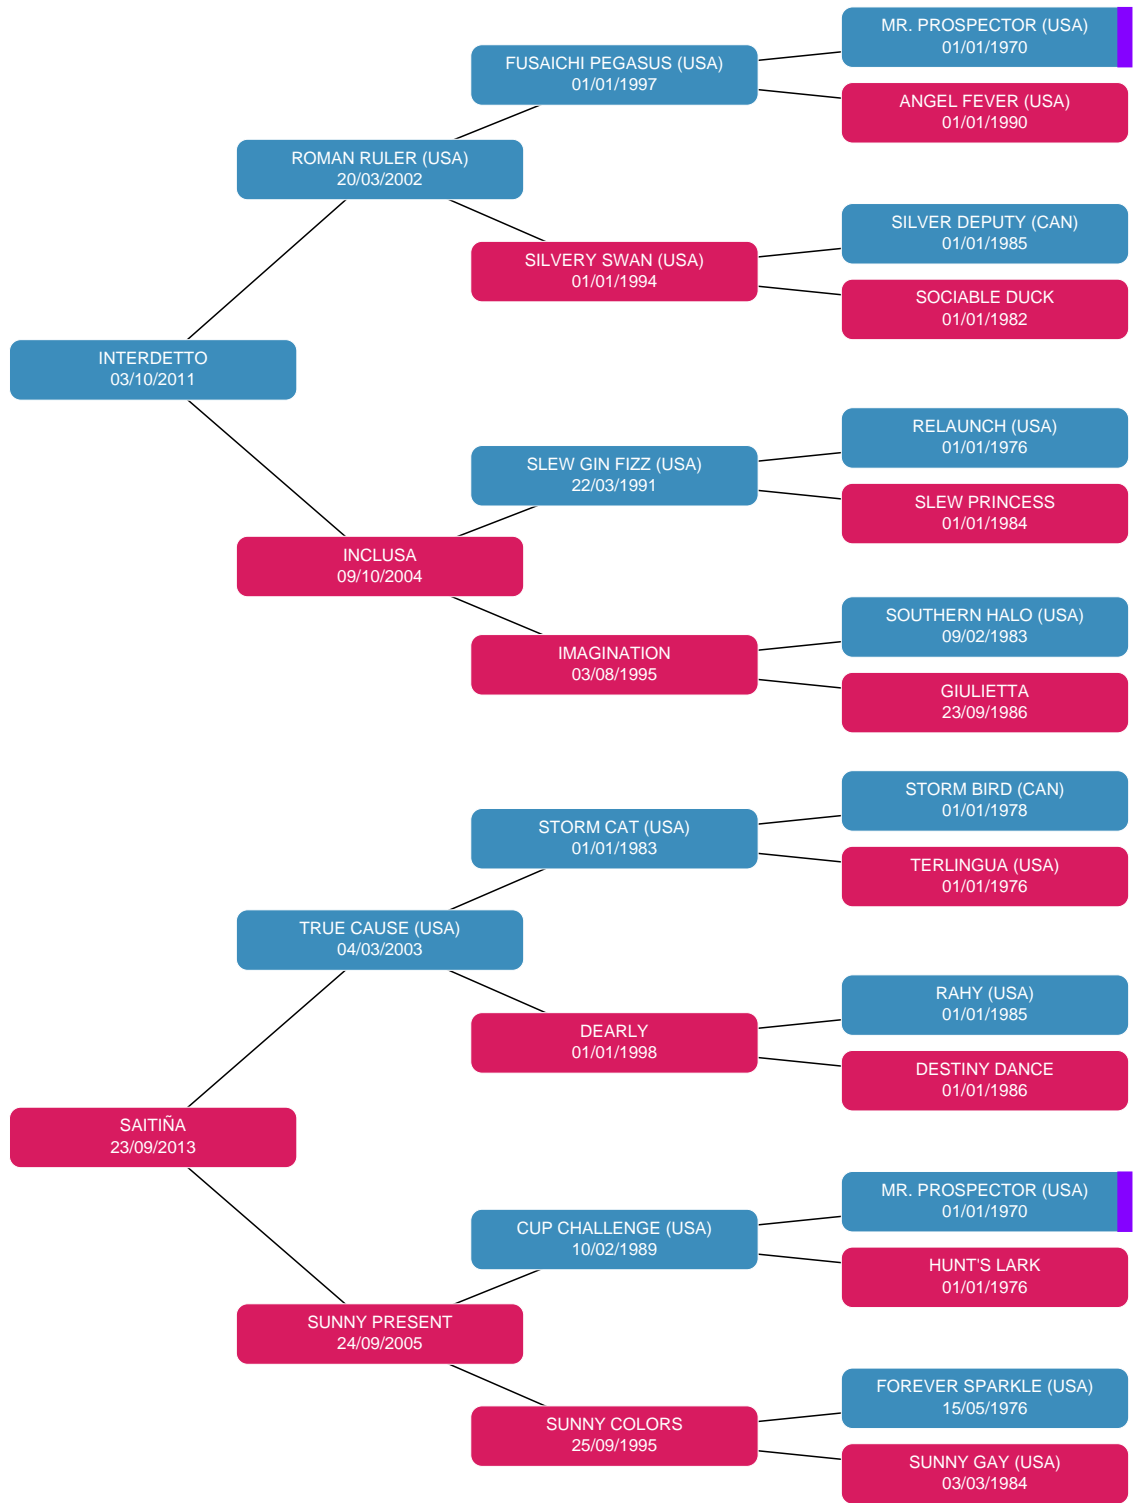 MR. PROSPECTOR (USA)
01/01/1970
FUSAICHI PEGASUS (USA)
01/01/1997
ANGEL FEVER (USA)
01/01/1990
ROMAN RULER (USA)
20/03/2002
SILVER DEPUTY (CAN)
01/01/1985
SILVERY SWAN (USA)
01/01/1994
SOCIABLE DUCK
01/01/1982
INTERDETTO
03/10/2011
RELAUNCH (USA)
01/01/1976
SLEW GIN FIZZ (USA)
22/03/1991
SLEW PRINCESS
01/01/1984
INCLUSA
09/10/2004
SOUTHERN HALO (USA)
09/02/1983
IMAGINATION
03/08/1995
GIULIETTA
23/09/1986
STORM BIRD (CAN)
01/01/1978
STORM CAT (USA)
01/01/1983
TERLINGUA (USA)
01/01/1976
TRUE CAUSE (USA)
04/03/2003
RAHY (USA)
01/01/1985
DEARLY
01/01/1998
DESTINY DANCE
01/01/1986
SAITIÑA
23/09/2013
MR. PROSPECTOR (USA)
01/01/1970
CUP CHALLENGE (USA)
10/02/1989
HUNT'S LARK
01/01/1976
SUNNY PRESENT
24/09/2005
FOREVER SPARKLE (USA)
15/05/1976
SUNNY COLORS
25/09/1995
SUNNY GAY (USA)
03/03/1984